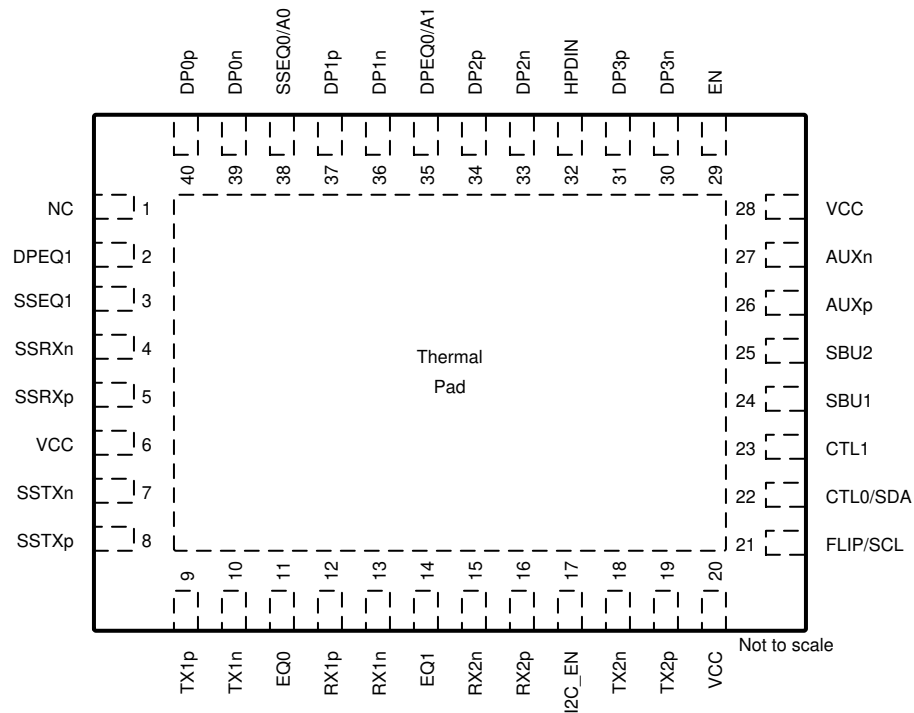 DP0p
DP0n
SSEQ0/A0
DP1p
DP1n
DPEQ0/A1
DP2p
DP2n
HPDIN
DP3p
DP3n
EN
40
39
38
37
36
35
34
33
32
31
30
29
NC 1
DPEQ1 2
SSEQ1 3
SSRXn 4
SSRXp 5
VCC 6
SSTXn 7
SSTXp 8
Thermal
Pad
28 VCC
27 AUXn
26 AUXp
25 SBU2
24 SBU1
23 CTL1
22 CTL0/SDA
21 FLIP/SCL
9
10
11
12
13
14
15
16
17
18
19
20
TX1p
TX1n
EQ0
RX1p
RX1n
EQ1
RX2n
RX2p
I2C_EN
TX2n
TX2p
VCC
Not to scale